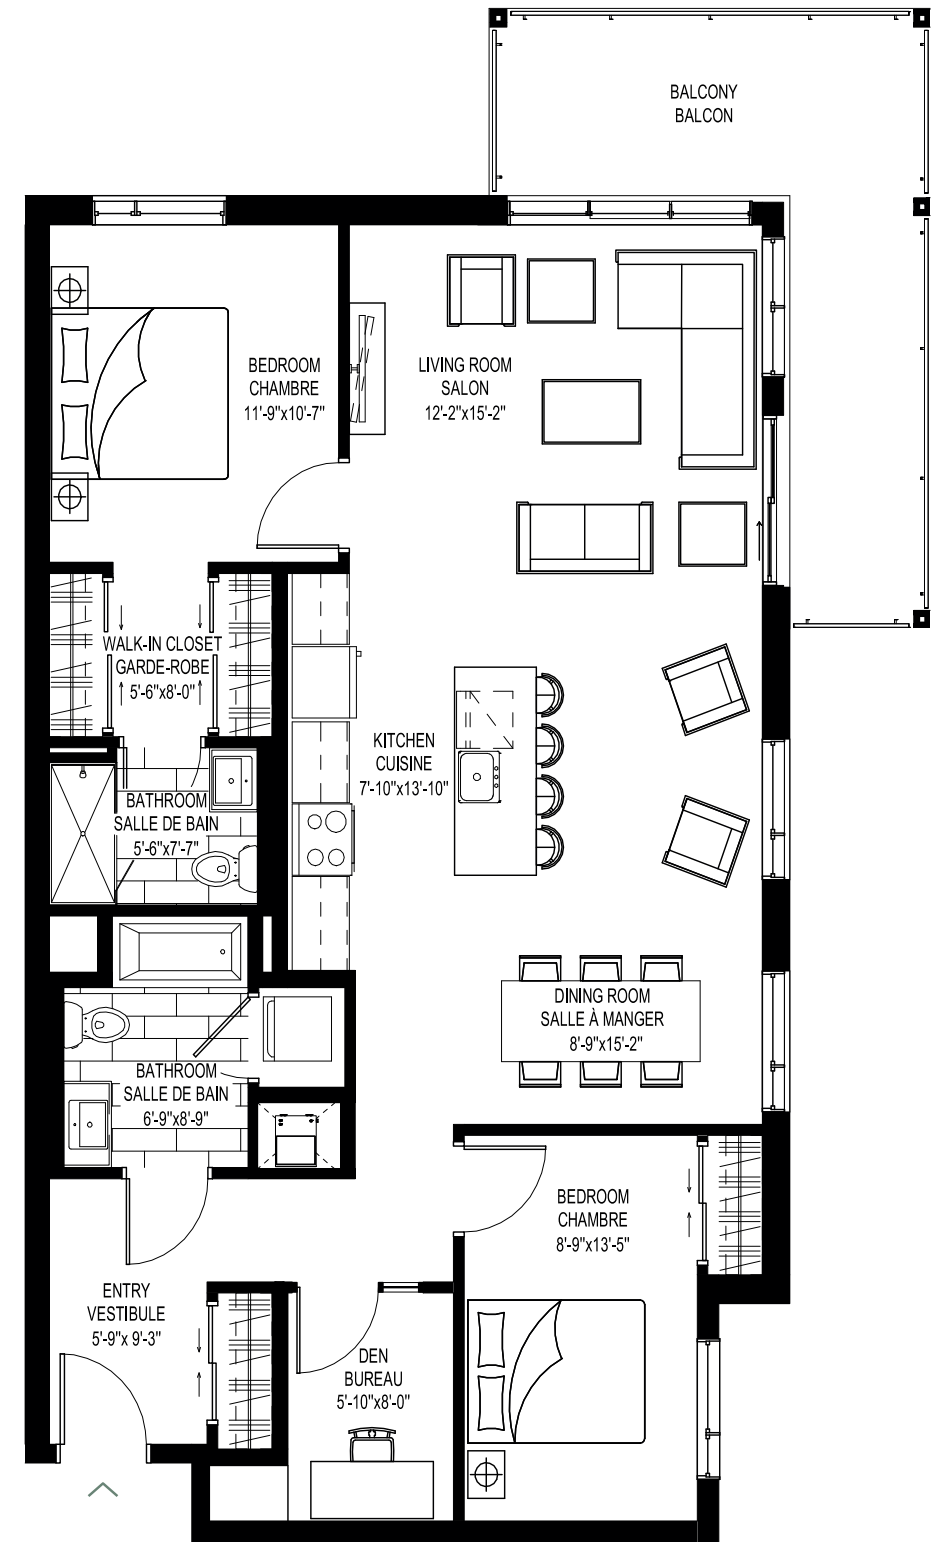 BALCONY
BALCON
BEDROOM
CHAMBRE
11'-9"x10'-7"
LIVING ROOM
SALON
12'-2"x15'-2"
WALK-IN CLOSET
GARDE-ROBE
5'-6"x8'-0"
KITCHEN
CUISINE
7'-10"x13'-10"
BATHROOM
SALLE DE BAIN
5'-6"x7'-7"
DINING ROOM
SALLE À MANGER
8'-9"x15'-2"
BATHROOM
SALLE DE BAIN
6'-9"x8'-9"
BEDROOM
CHAMBRE
8'-9"x13'-5"
ENTRY
VESTIBULE
5'-9"x 9'-3"
DEN
BUREAU
5'-10"x8'-0"